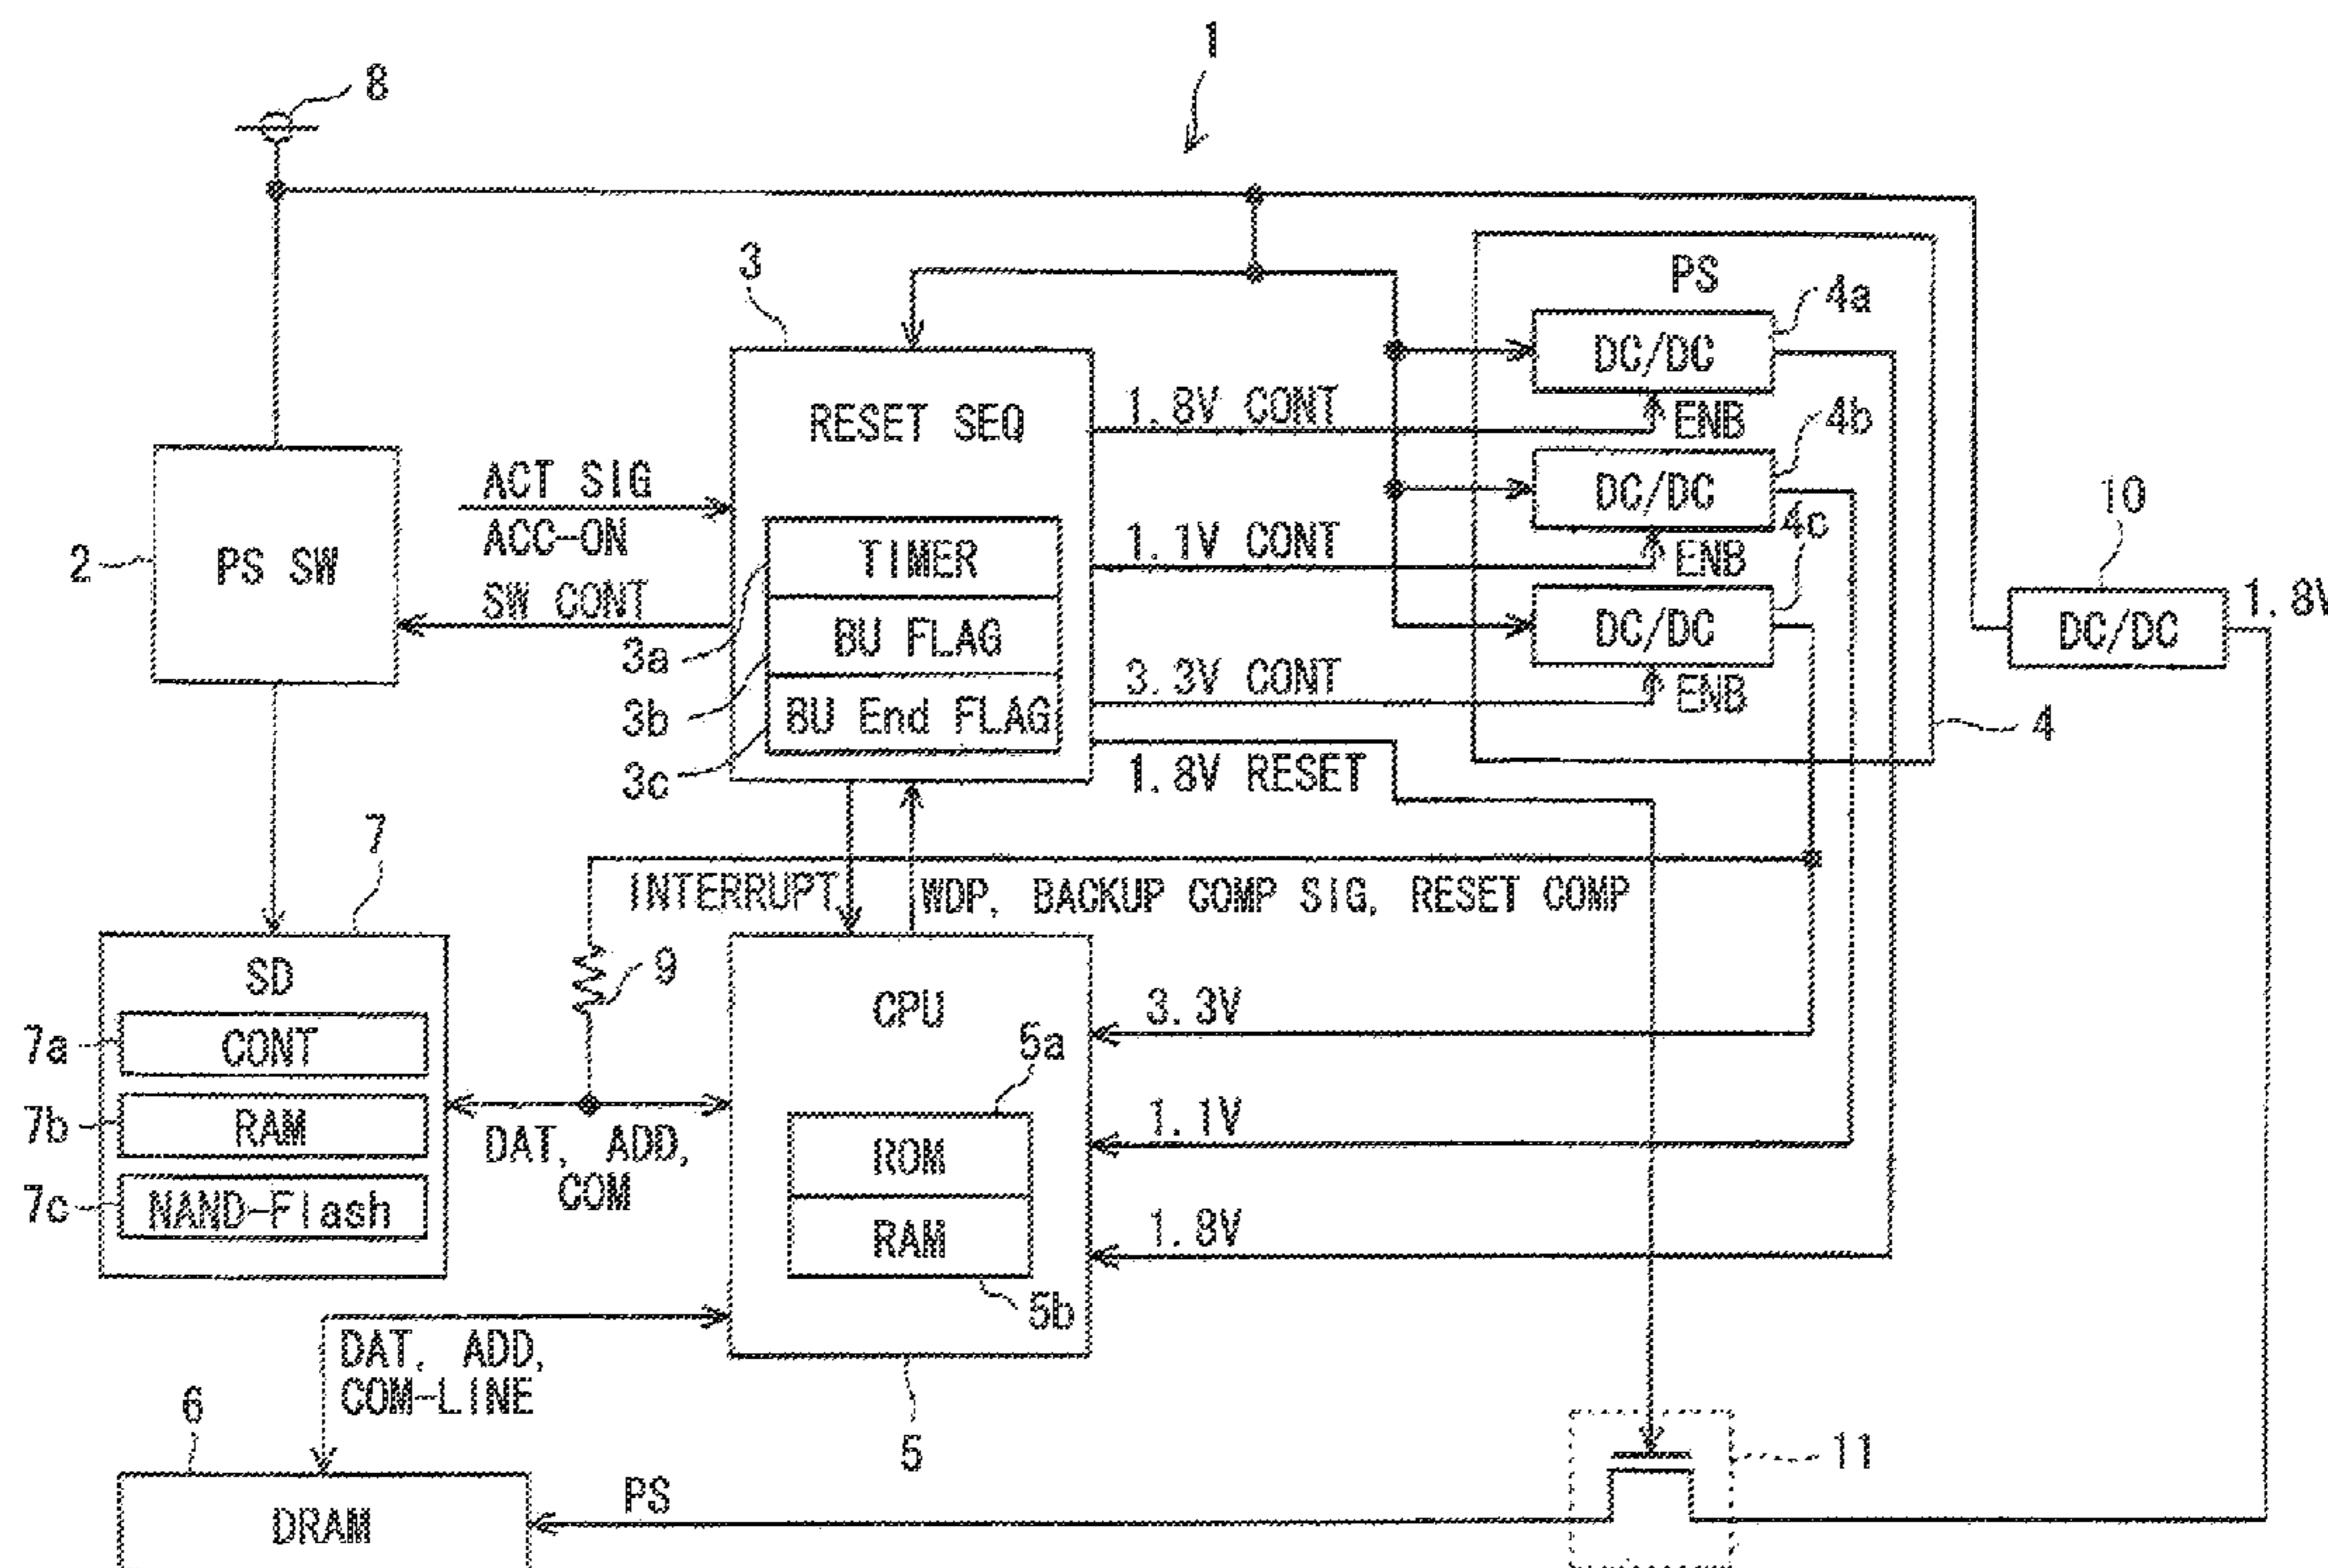 1
8
3
PS
4a
DC/DC
1.8V CONT
RESET SEQ
ENB
4b
ACT SIG
DC/DC
10
ACC-ON
4c
2
PS SW
TIMER
1.1V CONT
ENB
SW CONT
1.8V
3a
BU FLAG
DC/DC
DC/DC
3.3V CONT
3b
BU End FLAG
ENB
4
3c
1.8V RESET
7
INTERRUPT
WDP, BACKUP COMP SIG, RESET COMP
SD
9
CPU
3.3V
7a
CONT
5a
7b
RAM
1.1V
DAT, ADD,
COM
ROM
7c
NAND-Flash
RAM
1.8V
5b
DAT, ADD,
COM-LINE
6
5
11
PS
DRAM